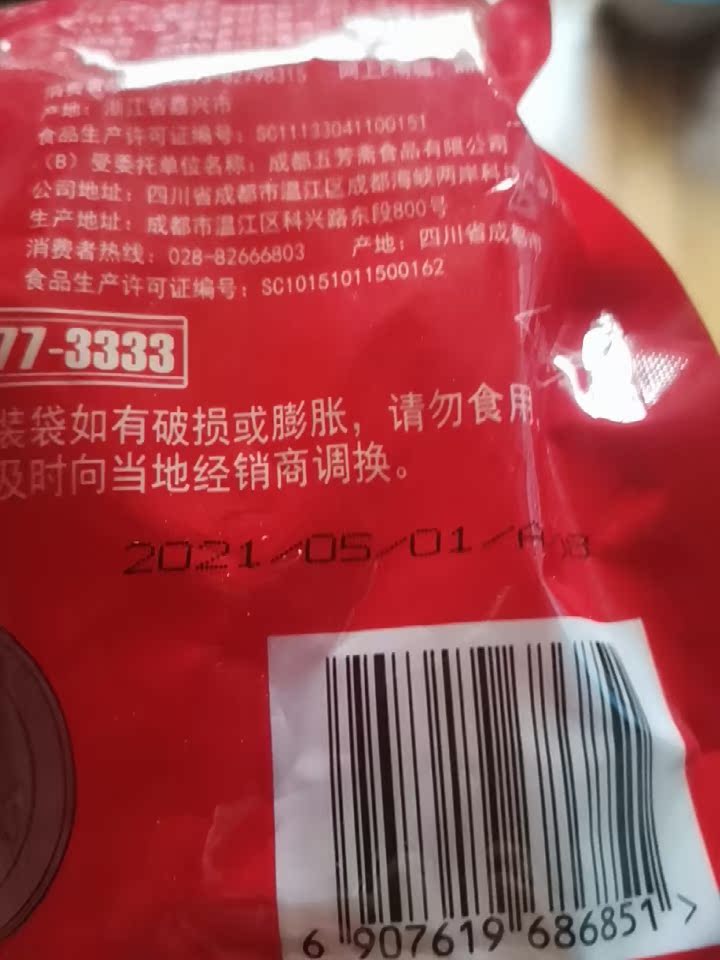 产地：浙江省嘉兴市
食品生产许可证编号：SC11133041100151
（B）受委托单位名称：成都五芳斋食品有限公司
公司地址：四川省成都市温江区成都海峡两岸科
生产地址：成都市温江区科兴路东段800号
消费者热线：028-82666803 产地：四川省成都市
食品生产许可证编号：SC10151011500162
77-3333
装袋如有破损或膨胀，请勿食用
及时向当地经销商调换。
2021/05/01/A/B
6 907619 686851 >